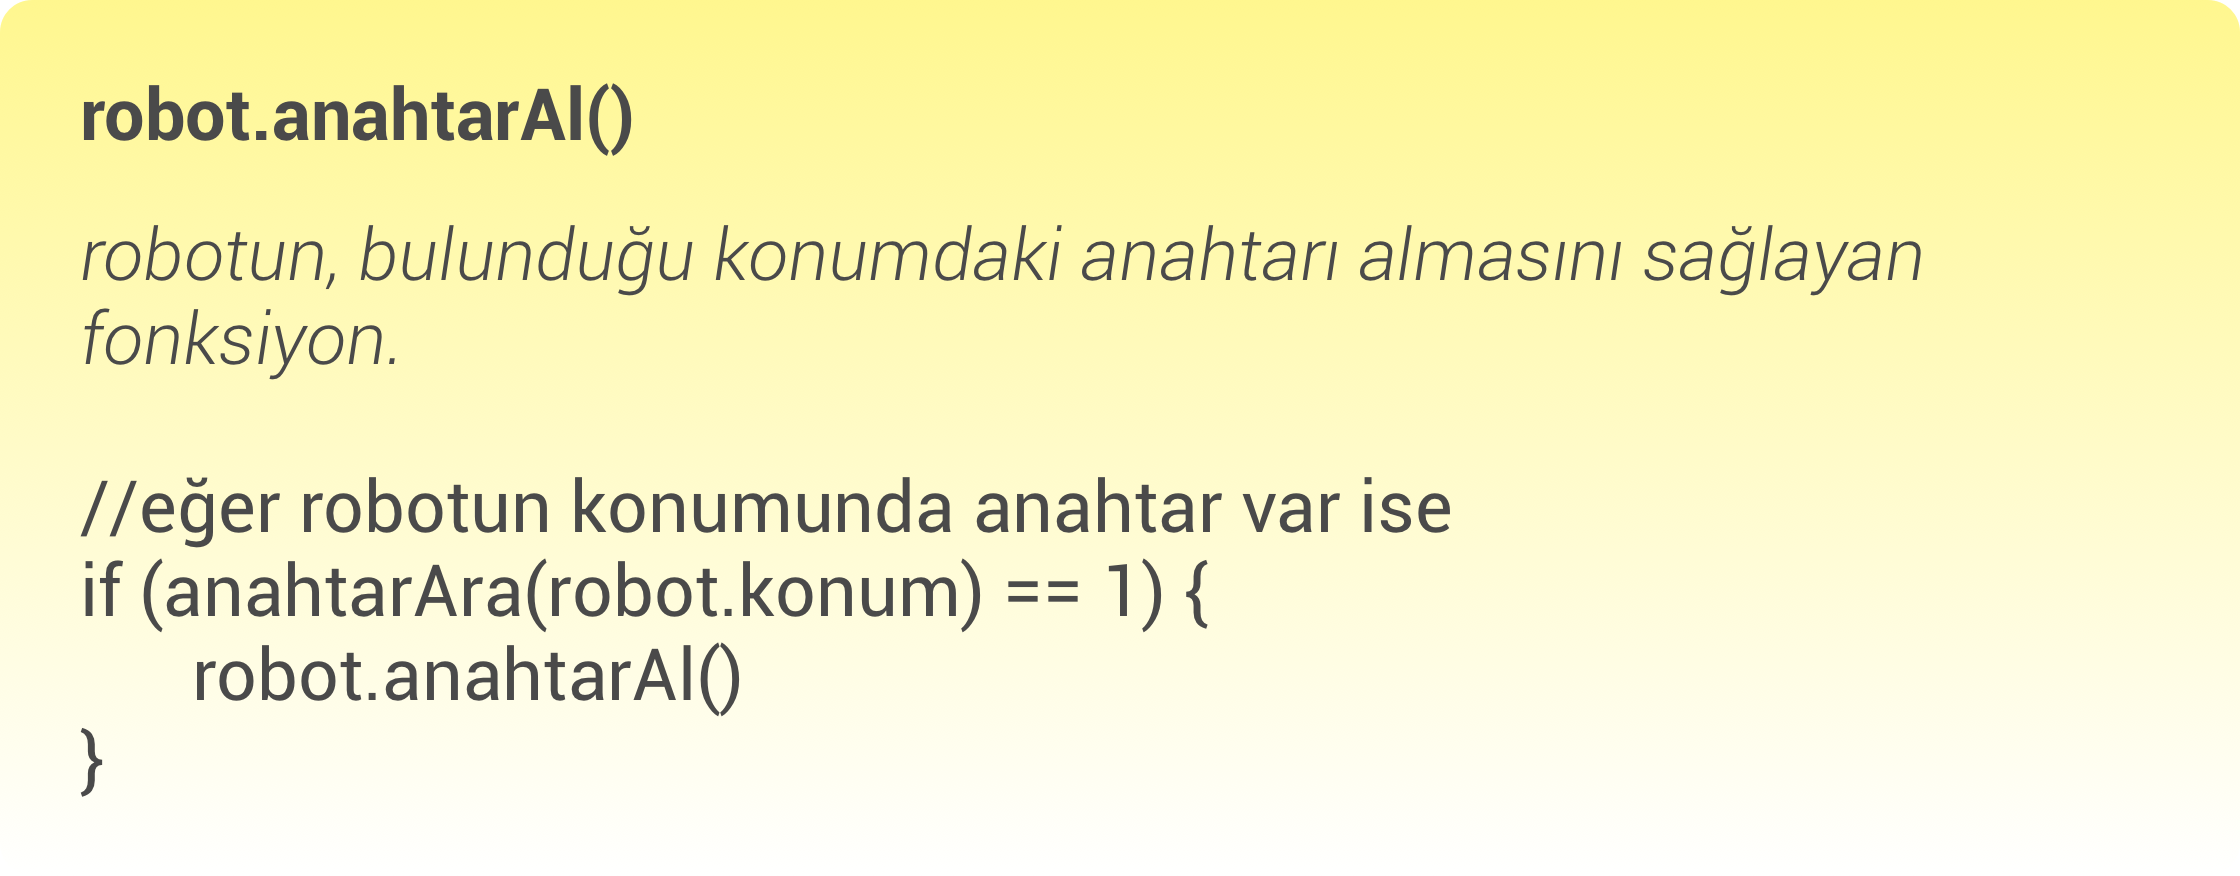 robot.anahtarAl()
robotun, bulunduğu konumdaki anahtarı almasını sağlayan
fonksiyon.
//eğer robotun konumunda anahtar var ise
if (anahtarAra(robot.konum) == 1) {
robot.anahtarAl()
}